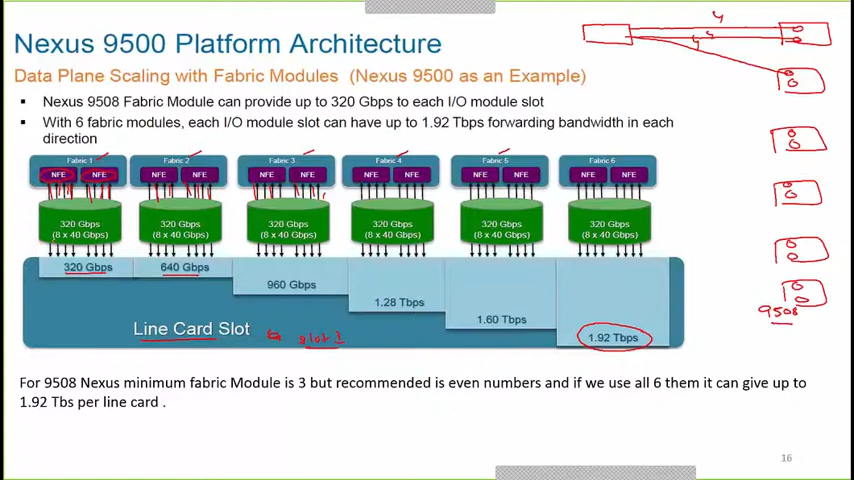 Nexus 9500 Platform Architecture
Data Plane Scaling with Fabric Modules (Nexus 9500 as an Example)
Nexus 9508 Fabric Module can provide up to 320 Gbps to each I/O module slot
With 6 fabric modules, each I/O module slot can have up to 1.92 Tbps forwarding bandwidth in each
direction
Fabric 1 Fabric 2 Fabric 3 Fabric 4 Fabric 5 Fabric 6
NFE NFE NFE NFE NFE NFE NFE NFE NFE NFE NFE NFE
320 Gbps 320 Gbps 320 Gbps 320 Gbps 320 Gbps 320 Gbps
(8 x 40 Gbps) (8 x 40 Gbps) (8 x 40 Gbps) (8 x 40 Gbps) (8 x 40 Gbps) (8 x 40 Gbps)
320 Gbps 640 Gbps 960 Gbps 1.28 Tbps 1.60 Tbps 1.92 Tbps
Line Card Slot slot 1
9508
For 9508 Nexus minimum fabric Module is 3 but recommended is even numbers and if we use all 6 them it can give up to
1.92 Tbs per line card .
16